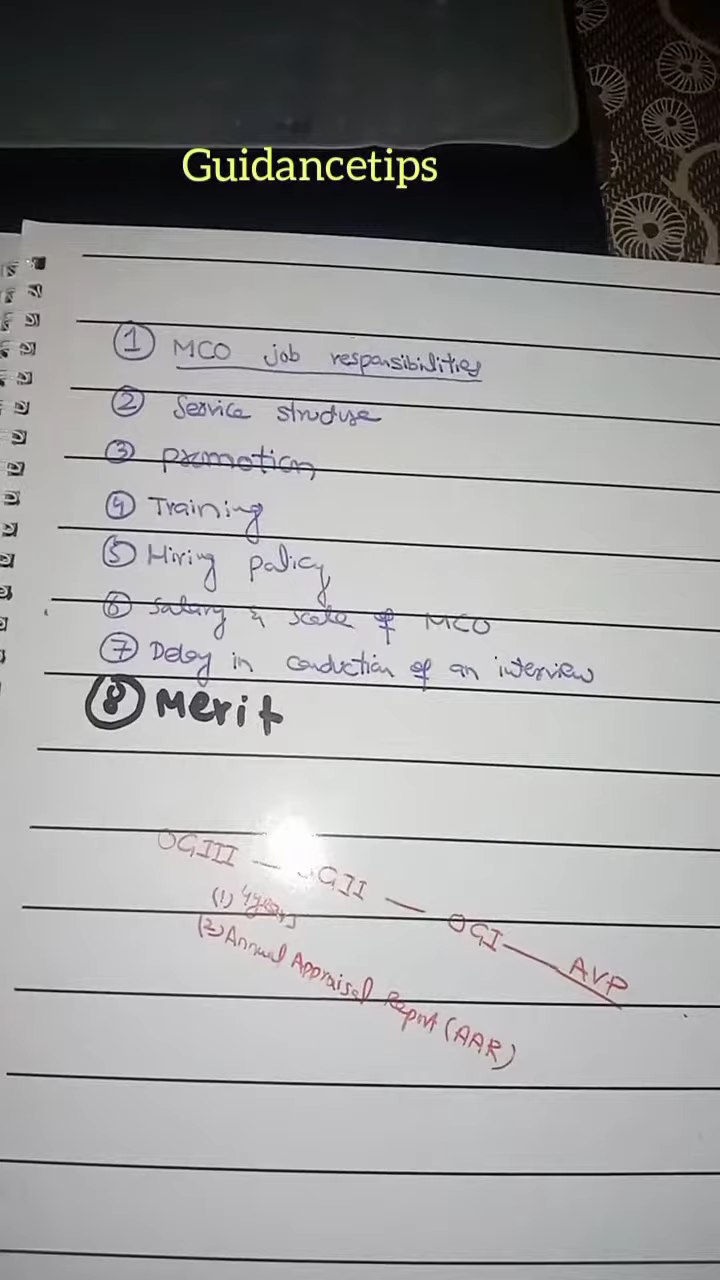 Guidancetips
① MCO job responsibilities
② Service structure
③ promotion
④ Training
⑤ Hiring policy
⑥ Salary & scale of MCO
⑦ Delay in conduction of an interview
⑧ Merit
OGIII — OGII — OGI — AVP
(1) 4years
(2) Annual Appraisal Report (AAR)